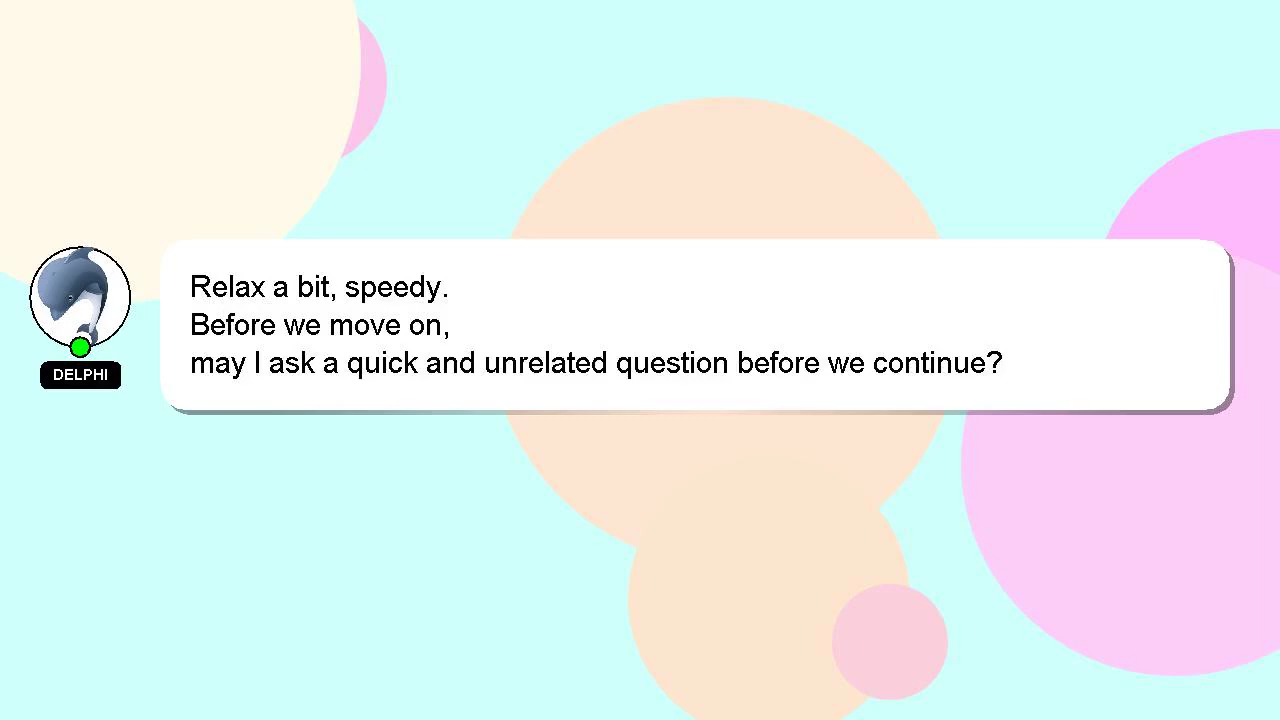 Relax a bit, speedy.
Before we move on,
may I ask a quick and unrelated question before we continue?
DELPHI